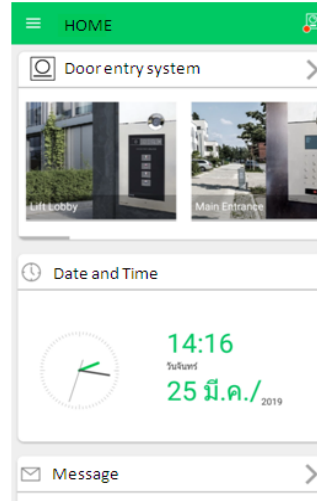 HOME
Door entry system
Lift Lobby
Main Entrance
Date and Time
14:16
วันจันทร์
25 มี.ค./ 2019
Message